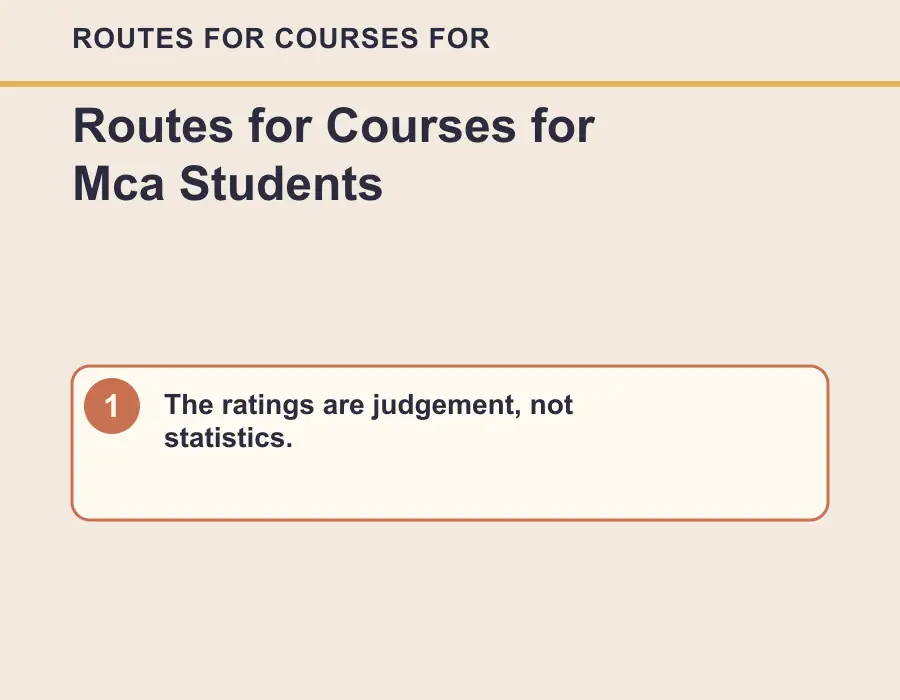 ROUTES FOR COURSES FOR
Routes for Courses for
Mca Students
1
The ratings are judgement, not
statistics.